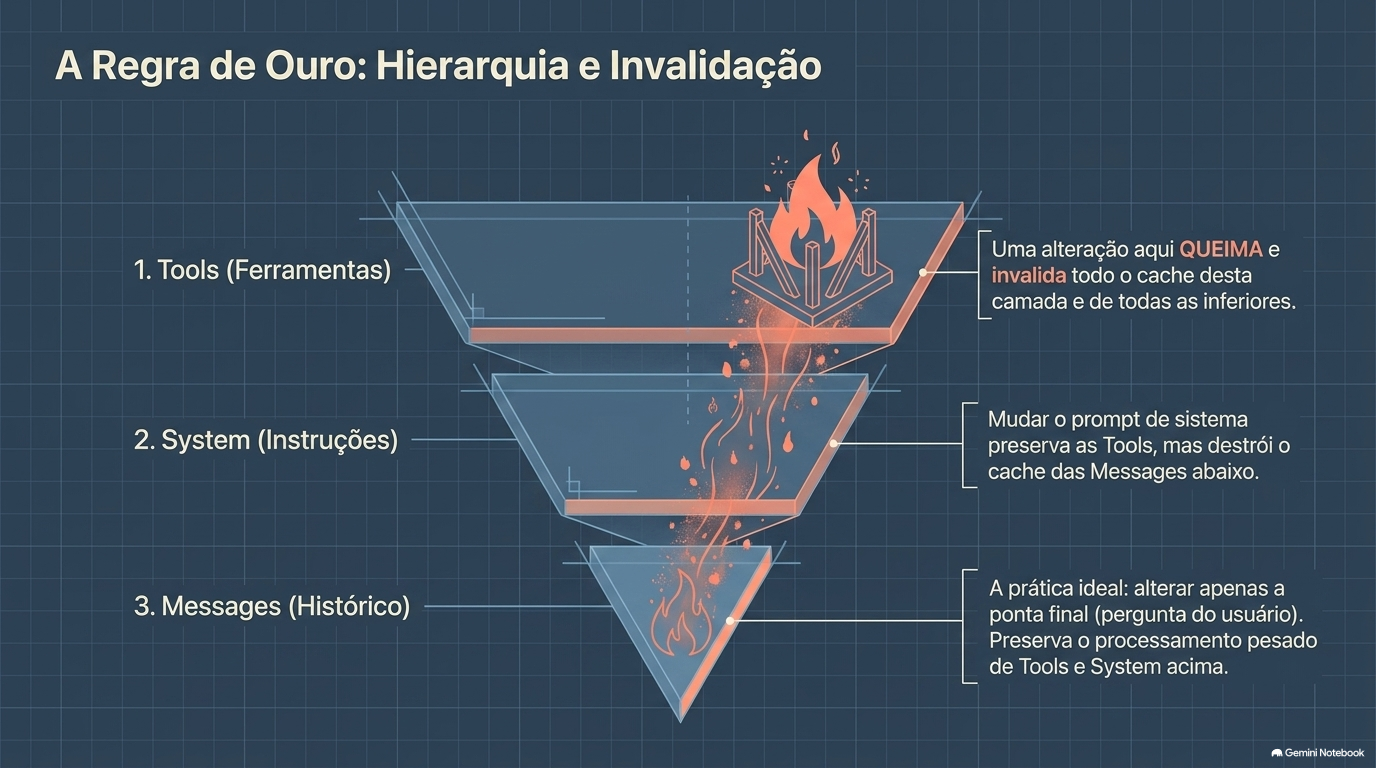 A Regra de Ouro: Hierarquia e Invalidação
1. Tools (Ferramentas)
Uma alteração aqui QUEIMA e
invalida todo o cache desta
camada e de todas as inferiores.
2. System (Instruções)
Mudar o prompt de sistema
preserva as Tools, mas destrói o
cache das Messages abaixo.
3. Messages (Histórico)
A prática ideal: alterar apenas a
ponta final (pergunta do usuário).
Preserva o processamento pesado
de Tools e System acima.
Gemini Notebook